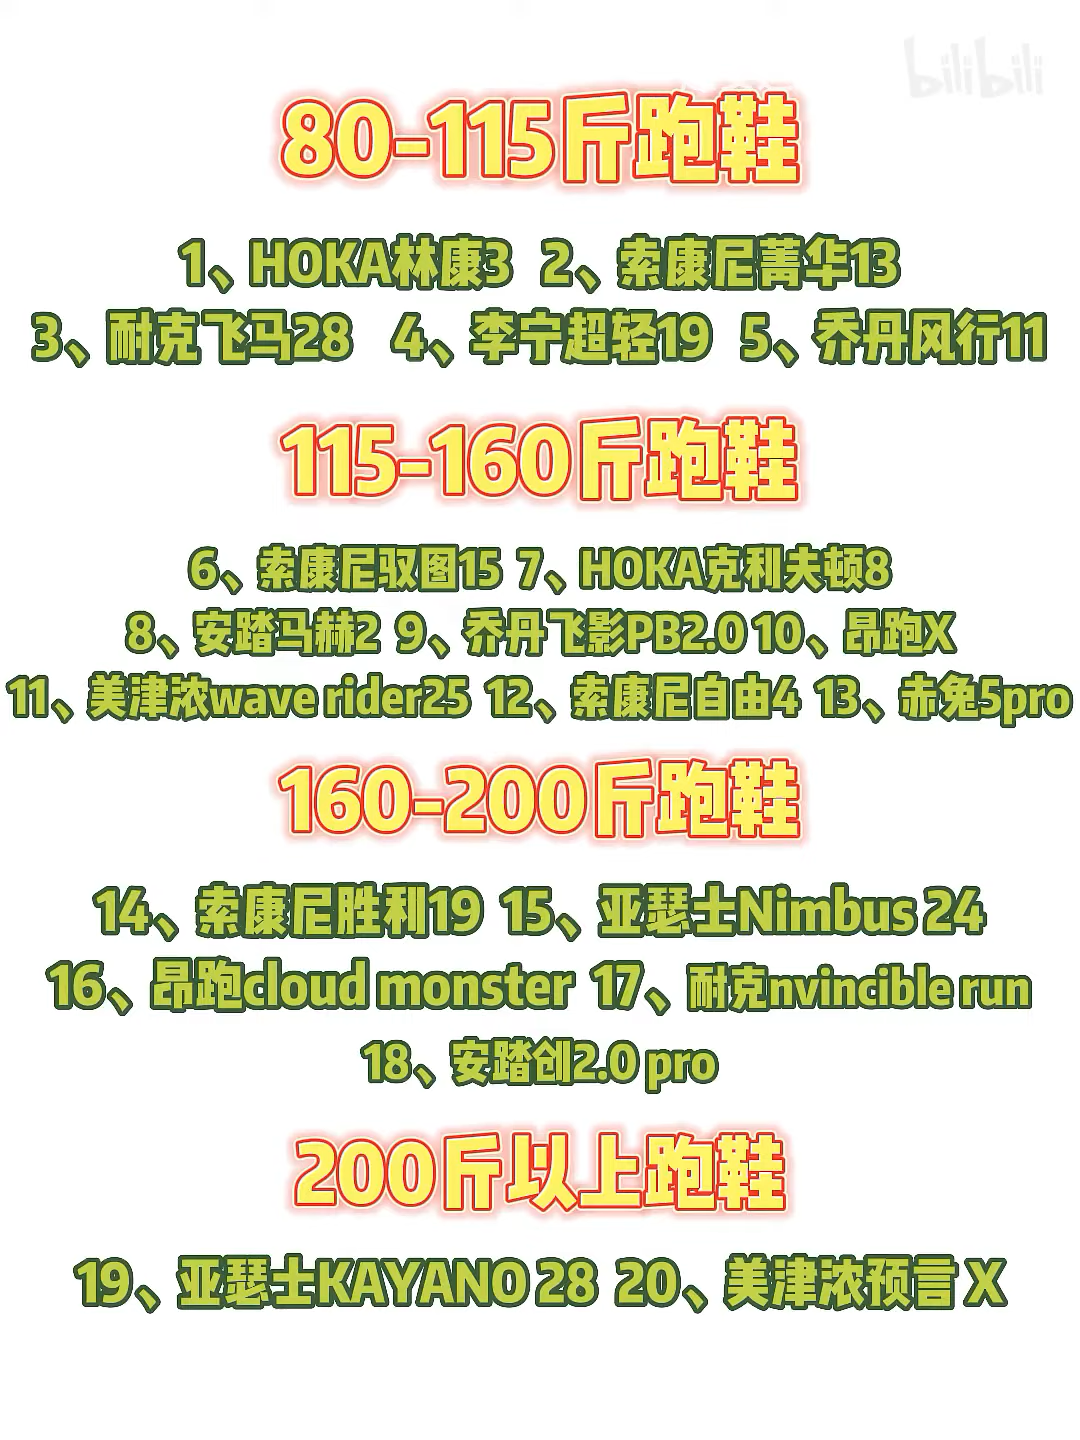 bilibili
80-115斤跑鞋
1、HOKA林康3 2、索康尼菁华13
3、耐克飞马28 4、李宁超轻19 5、乔丹风行11
115-160斤跑鞋
6、索康尼驭图15 7、HOKA克利夫顿8
8、安踏马赫2 9、乔丹飞影PB2.0 10、昂跑X
11、美津浓wave rider25 12、索康尼自由4 13、赤兔5pro
160-200斤跑鞋
14、索康尼胜利19 15、亚瑟士Nimbus 24
16、昂跑cloud monster 17、耐克nvincible run
18、安踏创2.0 pro
200斤以上跑鞋
19、亚瑟士KAYANO 28 20、美津浓预言 X